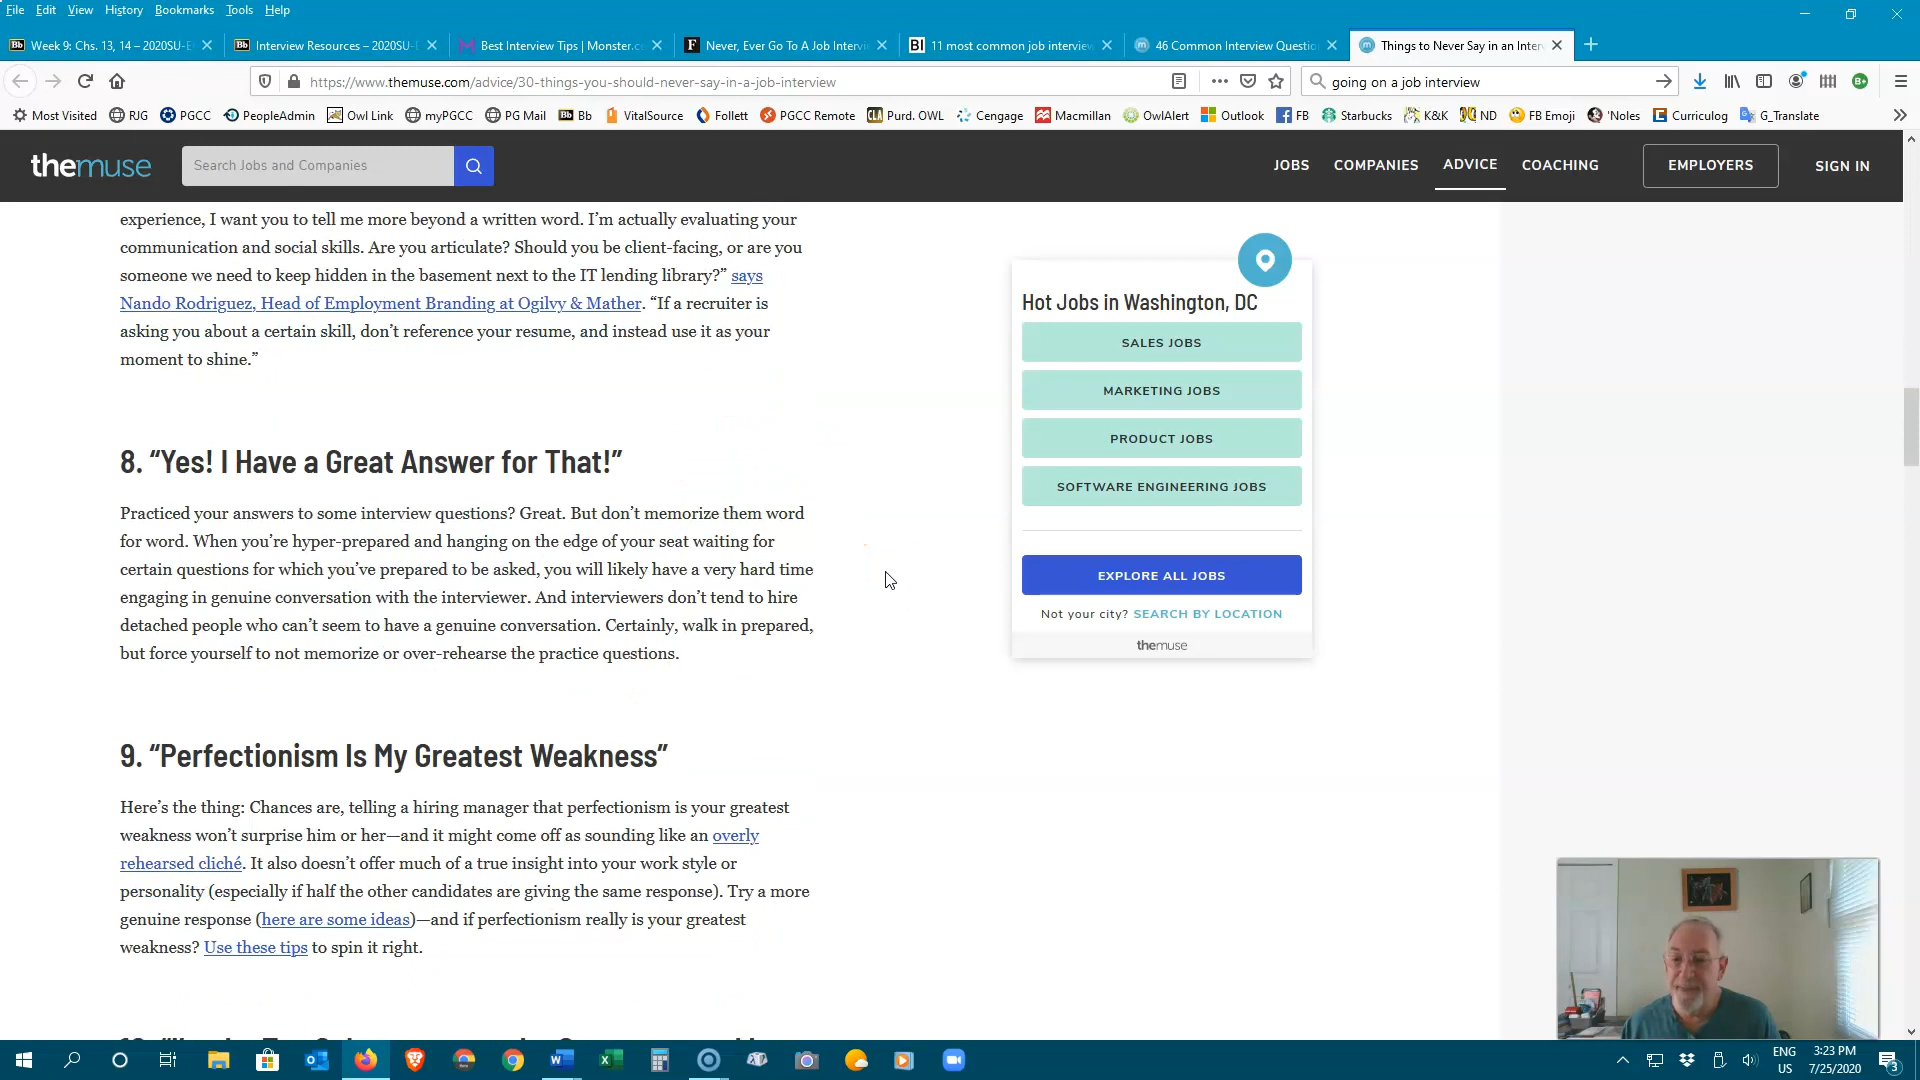 File Edit View History Bookmarks Tools Help
Bb Week 9: Chs. 13, 14 – 2020SU-E
Bb Interview Resources – 2020SU-E
Best Interview Tips | Monster.c
F Never, Ever Go To A Job Intervi
BI 11 most common job interview
m 46 Common Interview Questio
m Things to Never Say in an Inter
https://www.themuse.com/advice/30-things-you-should-never-say-in-a-job-interview
going on a job interview
Most Visited RJG PGCC PeopleAdmin Owl Link myPGCC PG Mail Bb Bb VitalSource Follett PGCC Remote CLA Purd. OWL Cengage Macmillan OwlAlert Outlook FB Starbucks K&K ND FB Emoji 'Noles Curriculog G_Translate
themuse
Search Jobs and Companies
JOBS COMPANIES ADVICE COACHING EMPLOYERS SIGN IN
experience, I want you to tell me more beyond a written word. I’m actually evaluating your
communication and social skills. Are you articulate? Should you be client-facing, or are you
someone we need to keep hidden in the basement next to the IT lending library?” says
Nando Rodriguez, Head of Employment Branding at Ogilvy & Mather. “If a recruiter is
asking you about a certain skill, don’t reference your resume, and instead use it as your
moment to shine.”
8. “Yes! I Have a Great Answer for That!”
Practiced your answers to some interview questions? Great. But don’t memorize them word
for word. When you’re hyper-prepared and hanging on the edge of your seat waiting for
certain questions for which you’ve prepared to be asked, you will likely have a very hard time
engaging in genuine conversation with the interviewer. And interviewers don’t tend to hire
detached people who can’t seem to have a genuine conversation. Certainly, walk in prepared,
but force yourself to not memorize or over-rehearse the practice questions.
9. “Perfectionism Is My Greatest Weakness”
Here’s the thing: Chances are, telling a hiring manager that perfectionism is your greatest
weakness won’t surprise him or her—and it might come off as sounding like an overly
rehearsed cliché. It also doesn’t offer much of a true insight into your work style or
personality (especially if half the other candidates are giving the same response). Try a more
genuine response (here are some ideas)—and if perfectionism really is your greatest
weakness? Use these tips to spin it right.
Hot Jobs in Washington, DC
SALES JOBS
MARKETING JOBS
PRODUCT JOBS
SOFTWARE ENGINEERING JOBS
EXPLORE ALL JOBS
Not your city? SEARCH BY LOCATION
themuse
ENG
US
3:23 PM
7/25/2020
3